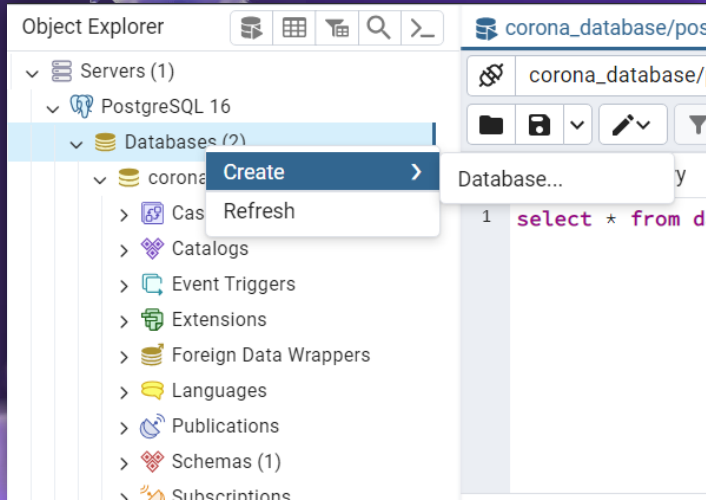 Object Explorer
corona_database/pos
Servers (1)
corona_database/
PostgreSQL 16
Databases (2)
Create
Database...
y
corona
Refresh
1 select * from d
Cas
Catalogs
Event Triggers
Extensions
Foreign Data Wrappers
Languages
Publications
Schemas (1)
Subscriptions